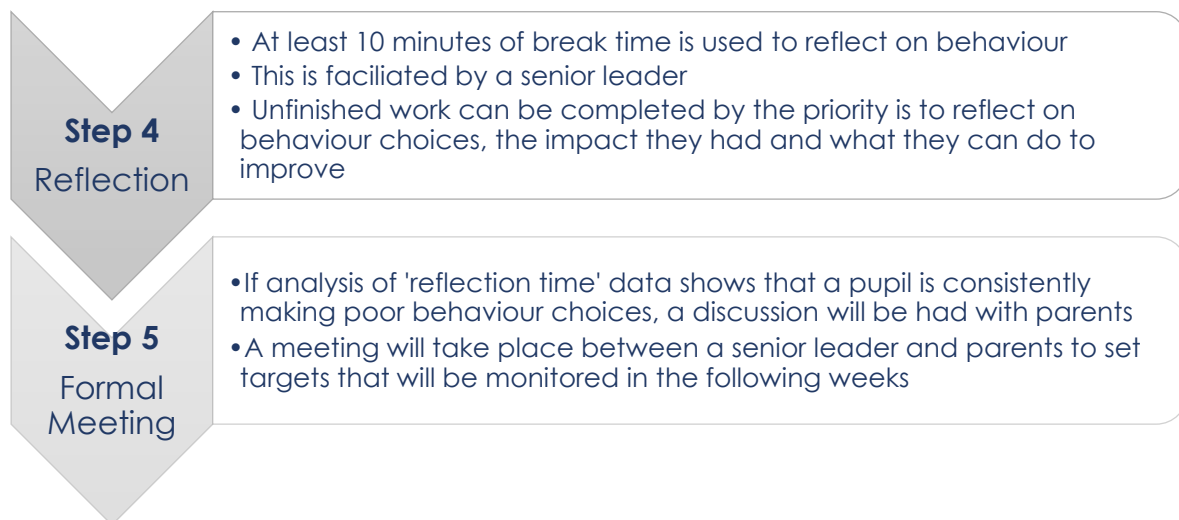 Step 4
Reflection
• At least 10 minutes of break time is used to reflect on behaviour
• This is faciliated by a senior leader
• Unfinished work can be completed by the priority is to reflect on
behaviour choices, the impact they had and what they can do to
improve
Step 5
Formal
Meeting
•If analysis of 'reflection time' data shows that a pupil is consistently
making poor behaviour choices, a discussion will be had with parents
•A meeting will take place between a senior leader and parents to set
targets that will be monitored in the following weeks